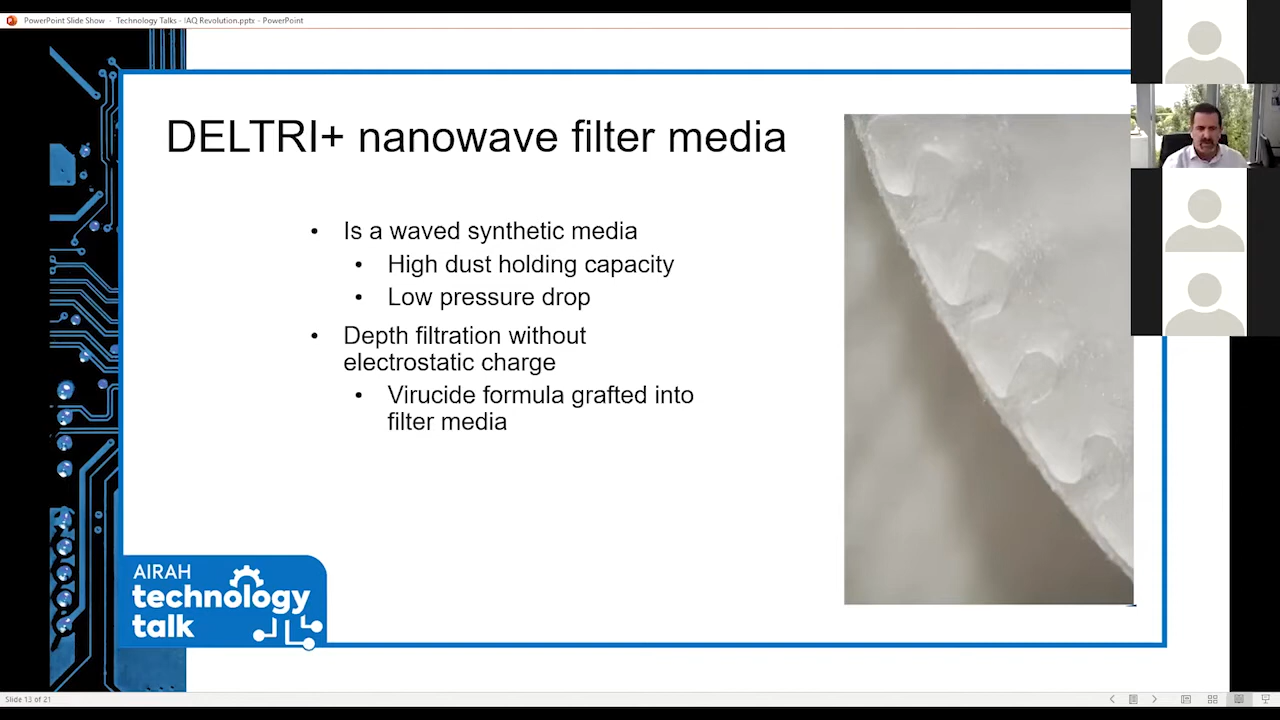 PowerPoint Slide Show - Technology Talks - IAQ Revolution.pptx - PowerPoint
DELTRI+ nanowave filter media
• Is a waved synthetic media
• High dust holding capacity
• Low pressure drop
• Depth filtration without
electrostatic charge
• Virucide formula grafted into
filter media
AIRAH
technology
talk
Slide 13 of 21